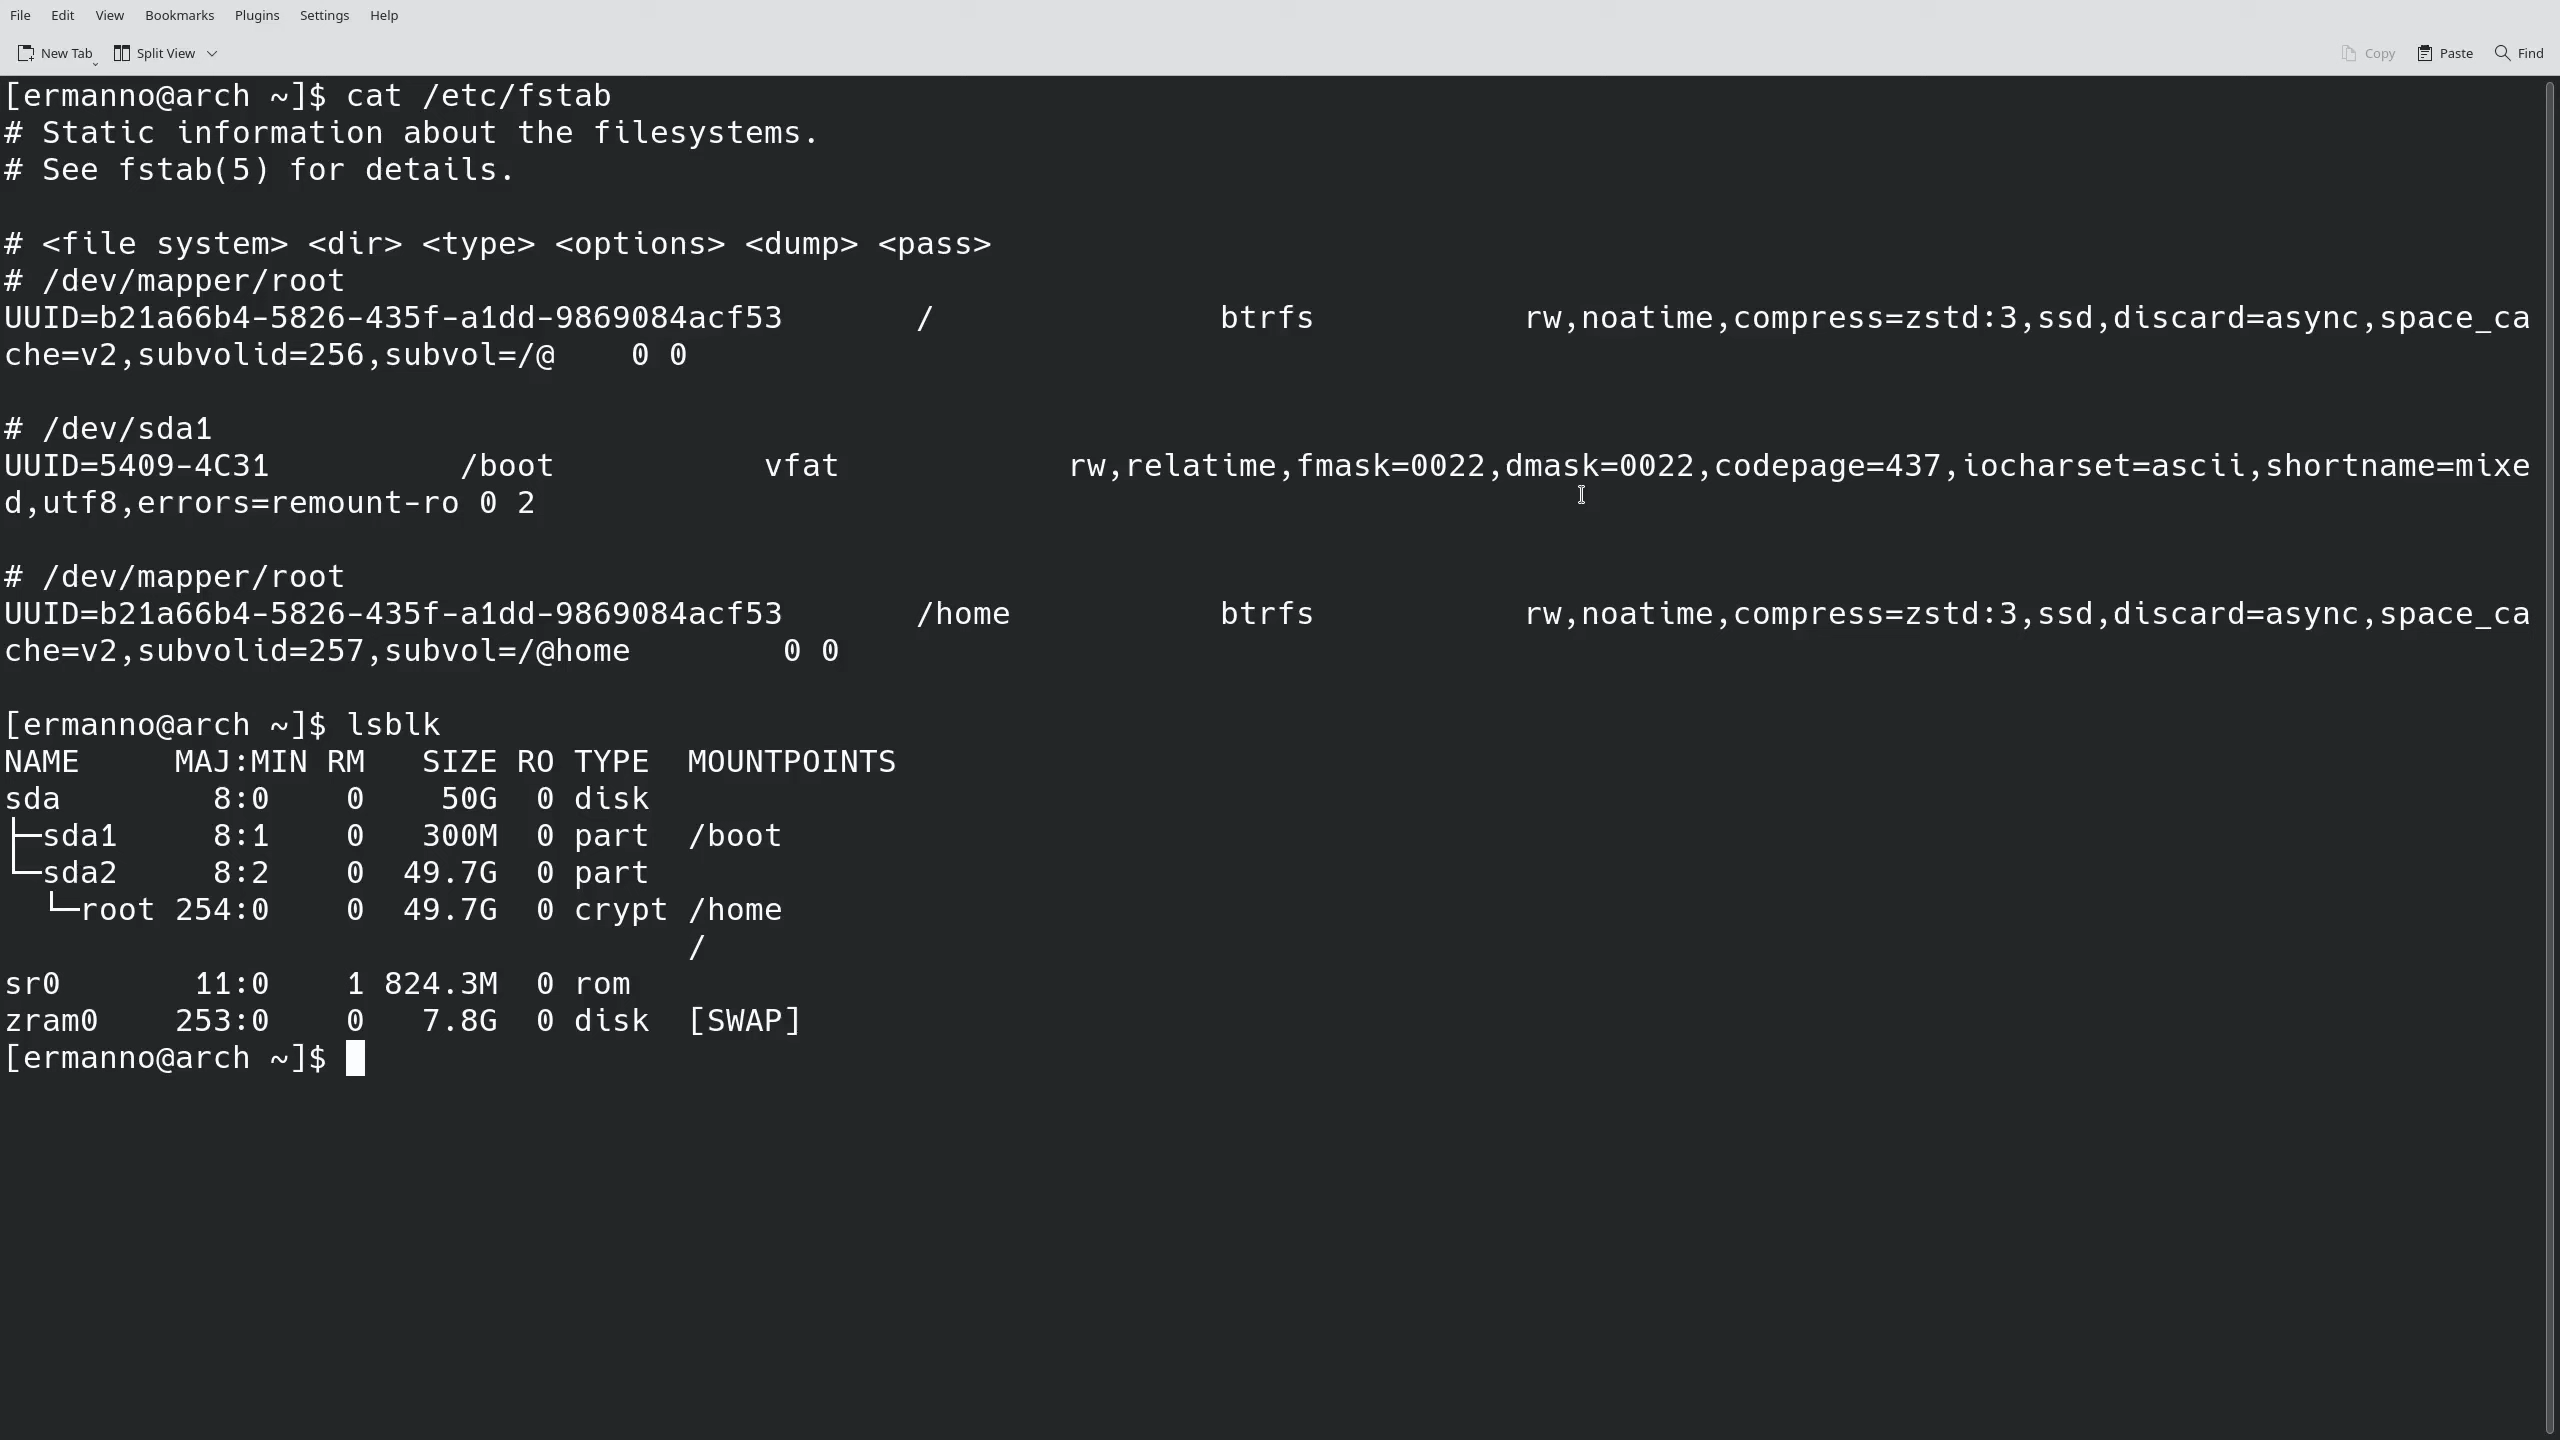 File Edit View Bookmarks Plugins Settings Help
New Tab Split View Copy Paste Find
[ermanno@arch ~]$ cat /etc/fstab
# Static information about the filesystems.
# See fstab(5) for details.

# <file system> <dir> <type> <options> <dump> <pass>
# /dev/mapper/root
UUID=b21a66b4-5826-435f-a1dd-9869084acf53       /               btrfs           rw,noatime,compress=zstd:3,ssd,discard=async,space_ca
che=v2,subvolid=256,subvol=/@    0 0

# /dev/sda1
UUID=5409-4C31          /boot           vfat            rw,relatime,fmask=0022,dmask=0022,codepage=437,iocharset=ascii,shortname=mixe
d,utf8,errors=remount-ro 0 2

# /dev/mapper/root
UUID=b21a66b4-5826-435f-a1dd-9869084acf53       /home           btrfs           rw,noatime,compress=zstd:3,ssd,discard=async,space_ca
che=v2,subvolid=257,subvol=/@home        0 0

[ermanno@arch ~]$ lsblk
NAME     MAJ:MIN RM   SIZE RO TYPE  MOUNTPOINTS
sda        8:0    0    50G  0 disk
├─sda1     8:1    0   300M  0 part  /boot
└─sda2     8:2    0  49.7G  0 part
  └─root 254:0    0  49.7G  0 crypt /home
                                    /
sr0       11:0    1 824.3M  0 rom
zram0    253:0    0   7.8G  0 disk  [SWAP]
[ermanno@arch ~]$